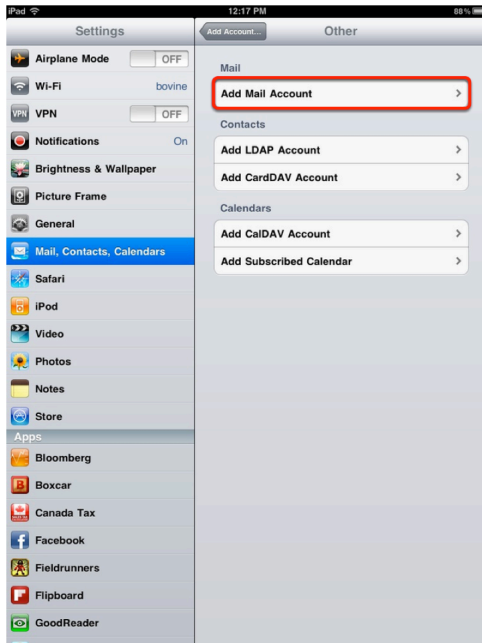 iPad 12:17 PM 88%
Settings
Add Account... Other
Airplane Mode OFF
Wi-Fi bovine
VPN VPN OFF
Notifications On
Brightness & Wallpaper
Picture Frame
General
Mail, Contacts, Calendars
Safari
iPod
Video
Photos
Notes
Store
Apps
Bloomberg
B Boxcar
Canada Tax
f Facebook
Fieldrunners
Flipboard
GoodReader
Mail
Add Mail Account
Contacts
Add LDAP Account
Add CardDAV Account
Calendars
Add CalDAV Account
Add Subscribed Calendar